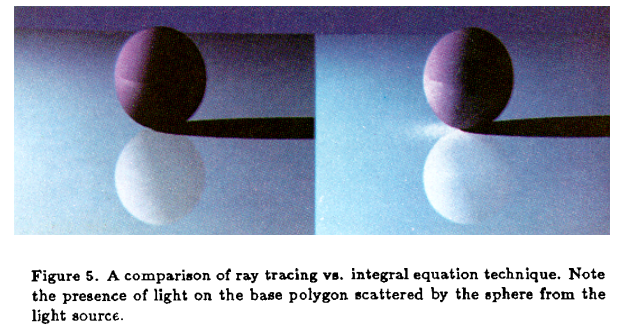 Figure 5. A comparison of ray tracing vs. integral equation technique. Note
the presence of light on the base polygon scattered by the sphere from the
light source.